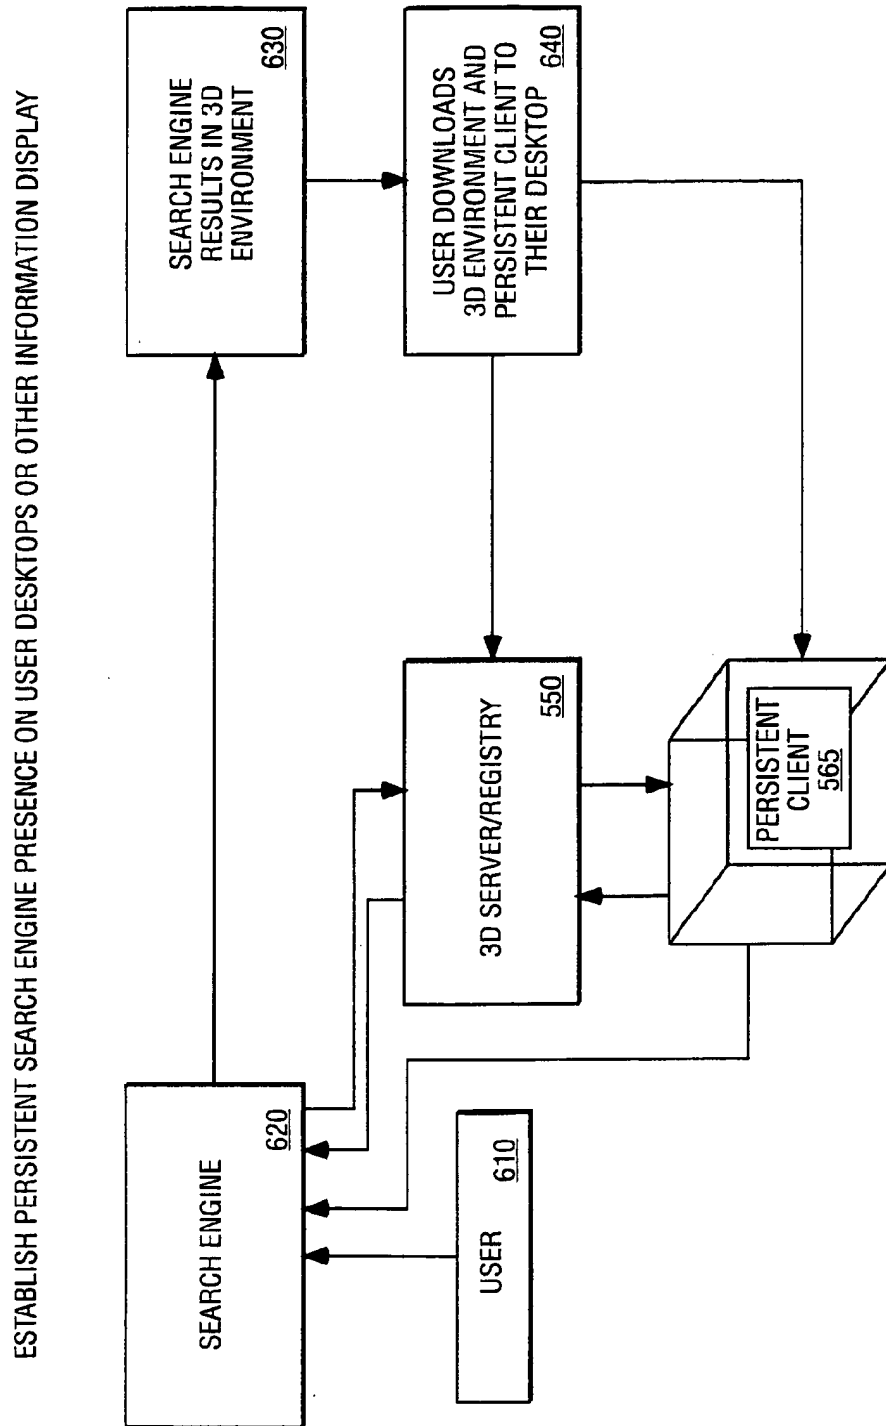 ESTABLISH PERSISTENT SEARCH ENGINE PRESENCE ON USER DESKTOPS OR OTHER INFORMATION DISPLAY
SEARCH ENGINE
620
SEARCH ENGINE
RESULTS IN 3D
ENVIRONMENT
630
USER
610
3D SERVER/REGISTRY
550
USER DOWNLOADS
3D ENVIRONMENT AND
PERSISTENT CLIENT TO
THEIR DESKTOP
640
PERSISTENT
CLIENT
565